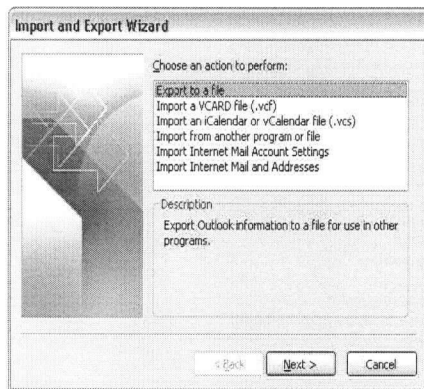 Import and Export Wizard
Choose an action to perform:
Export to a file
Import a VCARD file (.vcf)
Import an iCalendar or vCalendar file (.vcs)
Import from another program or file
Import Internet Mail Account Settings
Import Internet Mail and Addresses
Description
Export Outlook information to a file for use in other
programs.
< Back
Next >
Cancel